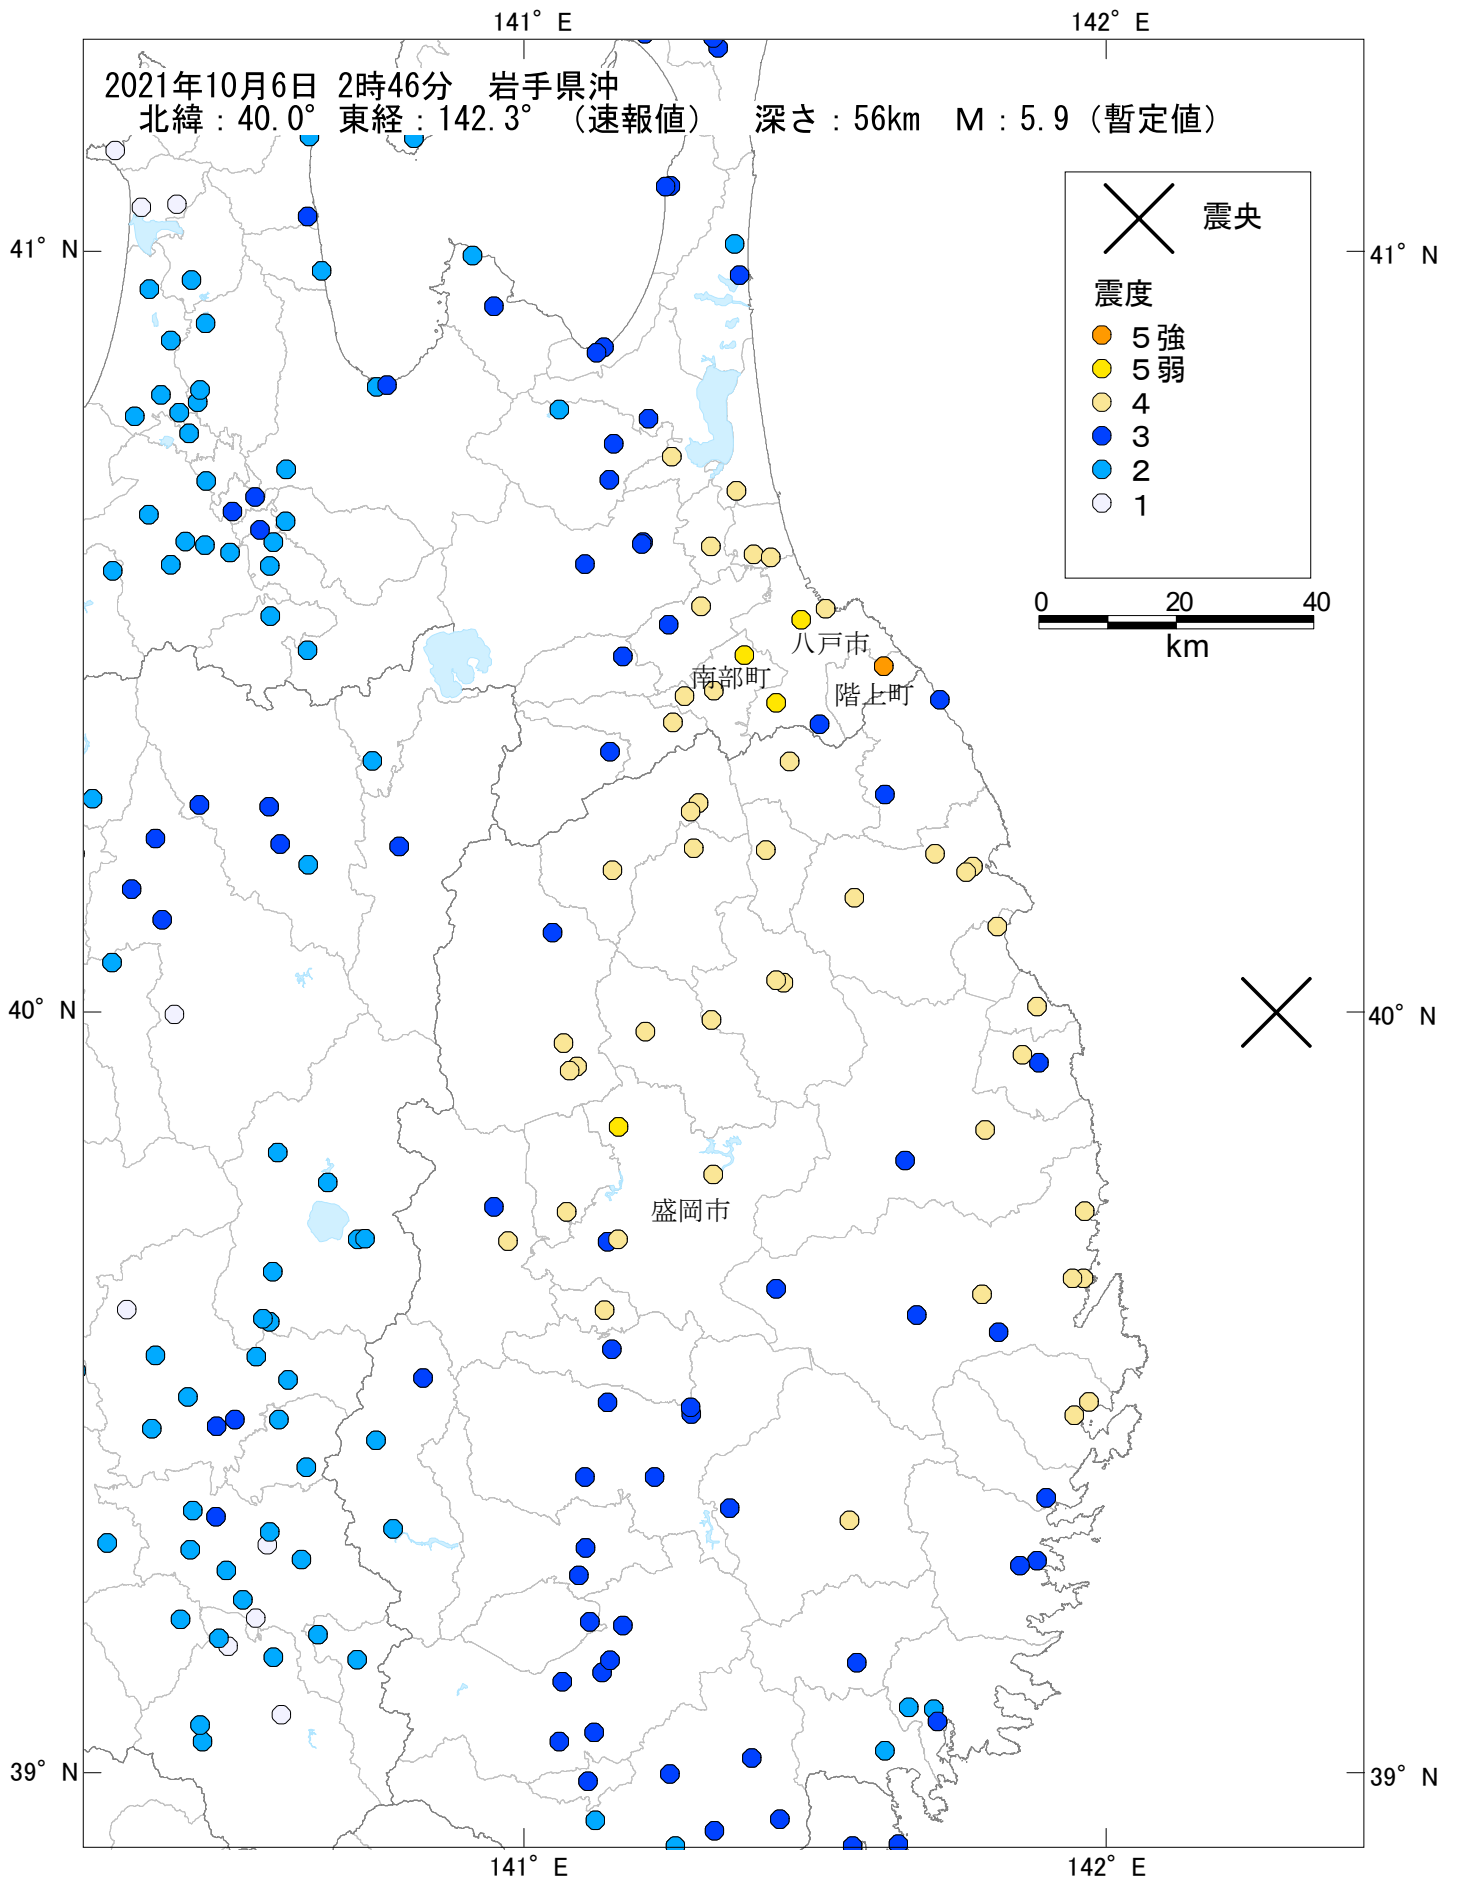 141° E
142° E
2021年10月6日 2時46分 岩手県沖
北緯：40.0° 東経：142.3° （速報値） 深さ：56km M：5.9（暫定値）
震央
41° N
41° N
震度
５強
５弱
４
３
２
１
0 20 40
km
八戸市
南部町
階上町
40° N
40° N
盛岡市
39° N
39° N
141° E
142° E